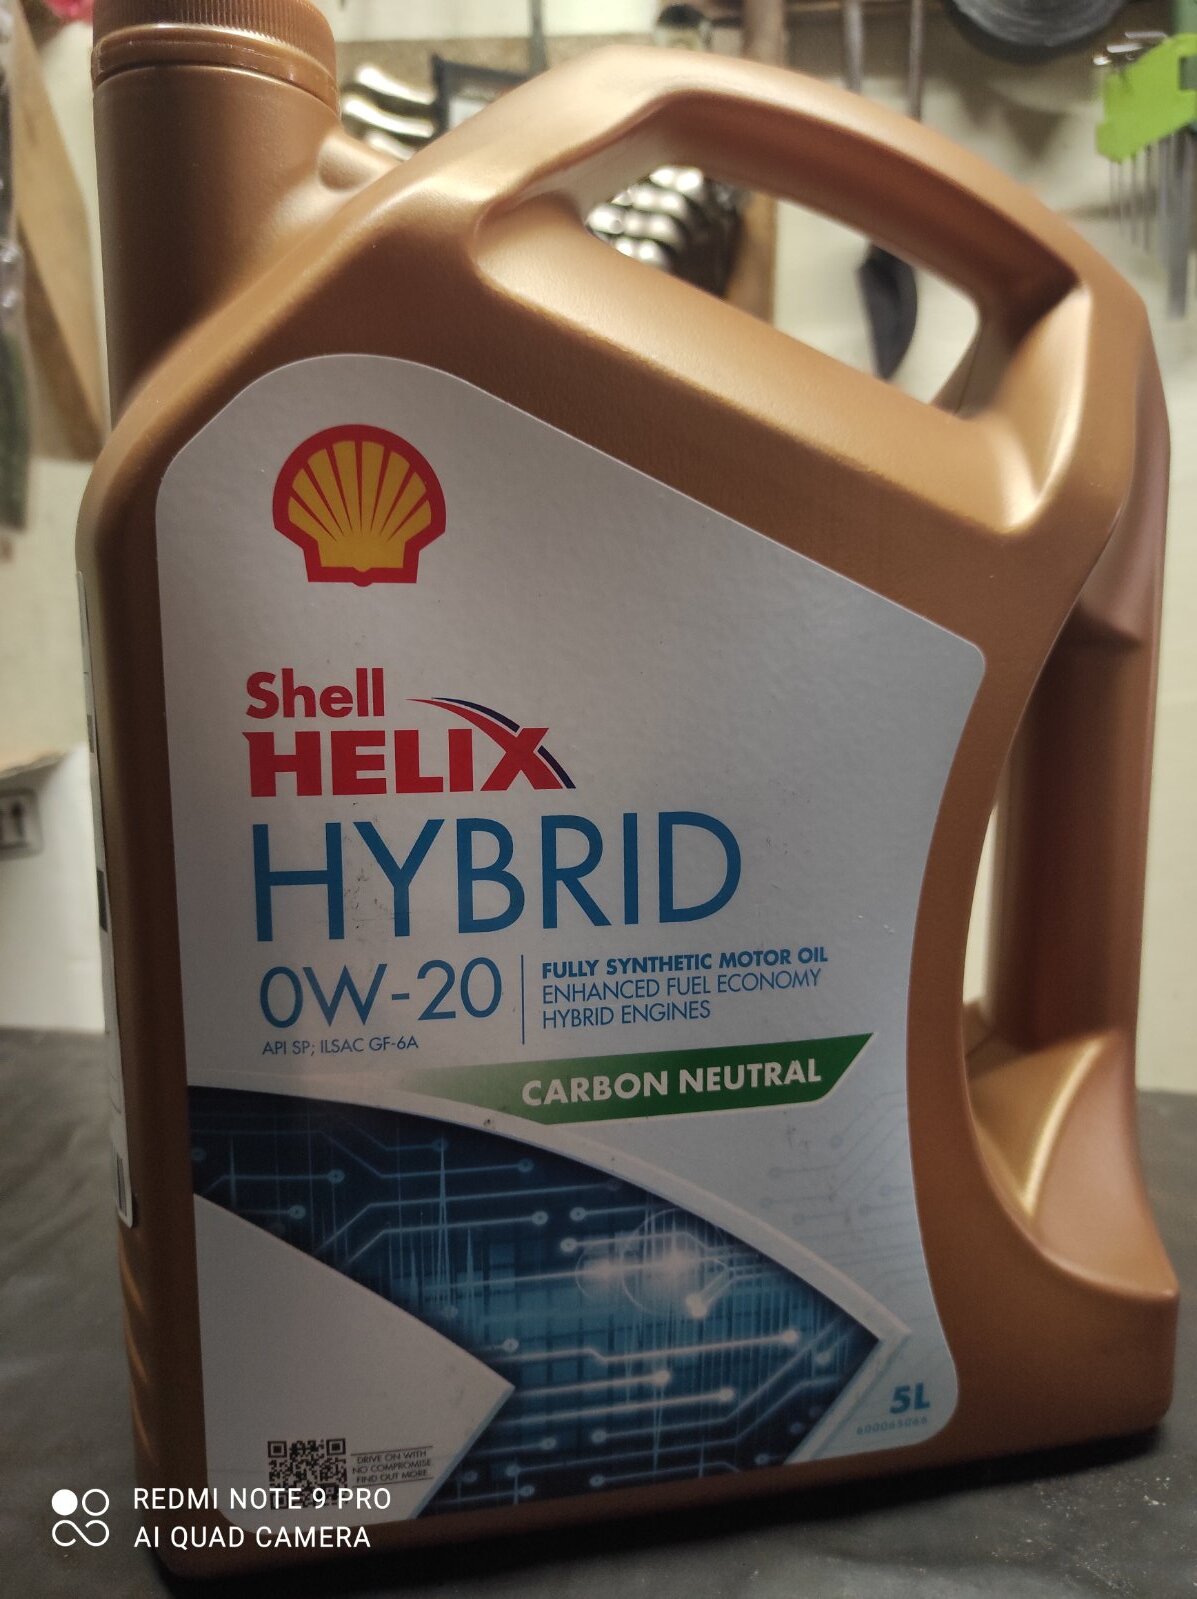 Shell
HELIX
HYBRID
0W-20
FULLY SYNTHETIC MOTOR OIL
ENHANCED FUEL ECONOMY
HYBRID ENGINES
API SP; ILSAC GF-6A
CARBON NEUTRAL
5L
DRIVE ON WITH
NO COMPROMISE
FIND OUT MORE
REDMI NOTE 9 PRO
AI QUAD CAMERA